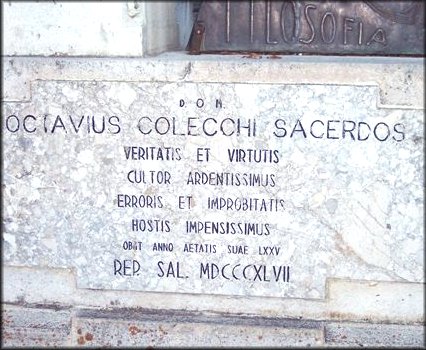 FILOSOFIA
D O M
OCTAVIUS COLECCHI SACERDOS
VERITATIS ET VIRTUTIS
CULTOR ARDENTISSIMUS
ERRORIS ET IMPROBITATIS
HOSTIS IMPENSISSIMUS
OBIIT ANNO AETATIS SUAE LXXV
REP. SAL. MDCCCXLVII